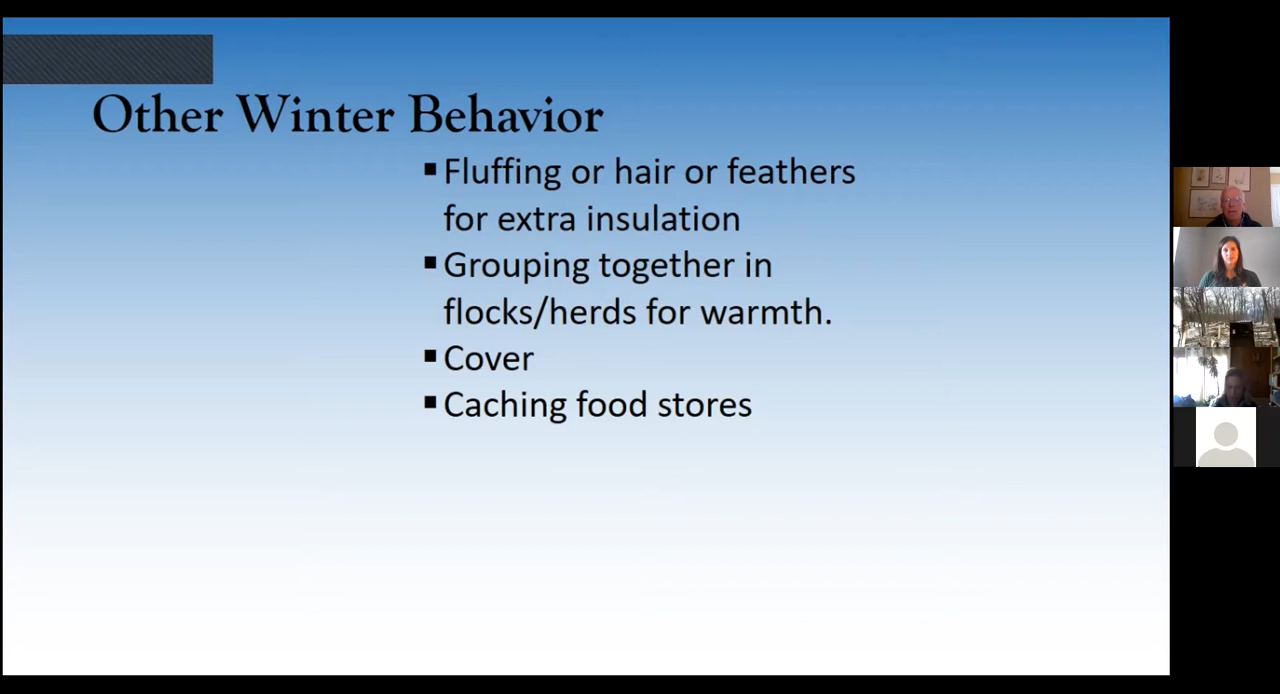 Other Winter Behavior
▪Fluffing or hair or feathers
for extra insulation
▪Grouping together in
flocks/herds for warmth.
▪Cover
▪Caching food stores